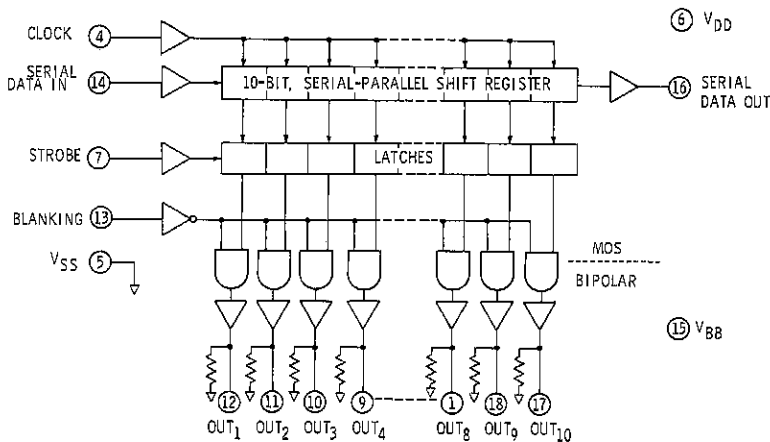 CLOCK 4
6 VDD
SERIAL DATA IN 14
10-BIT, SERIAL-PARALLEL SHIFT REGISTER
16 SERIAL DATA OUT
STROBE 7
LATCHES
BLANKING 13
VSS 5
MOS
BIPOLAR
15 VBB
12 11 10 9 1 18 17
OUT1 OUT2 OUT3 OUT4 OUT8 OUT9 OUT10